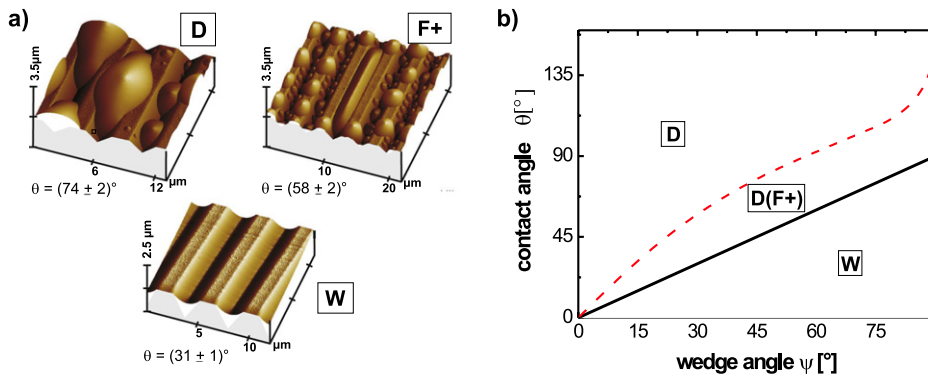 a)
D
F+
3.5µm
6
12
µm
θ = (74 ± 2)°
3.5µm
10
20
µm
θ = (58 ± 2)°
2.5 µm
5
10
µm
W
θ = (31 ± 1)°
b)
135
90
45
0
contact angle θ[°]
D
D(F+)
W
0 15 30 45 60 75
wedge angle ψ [°]